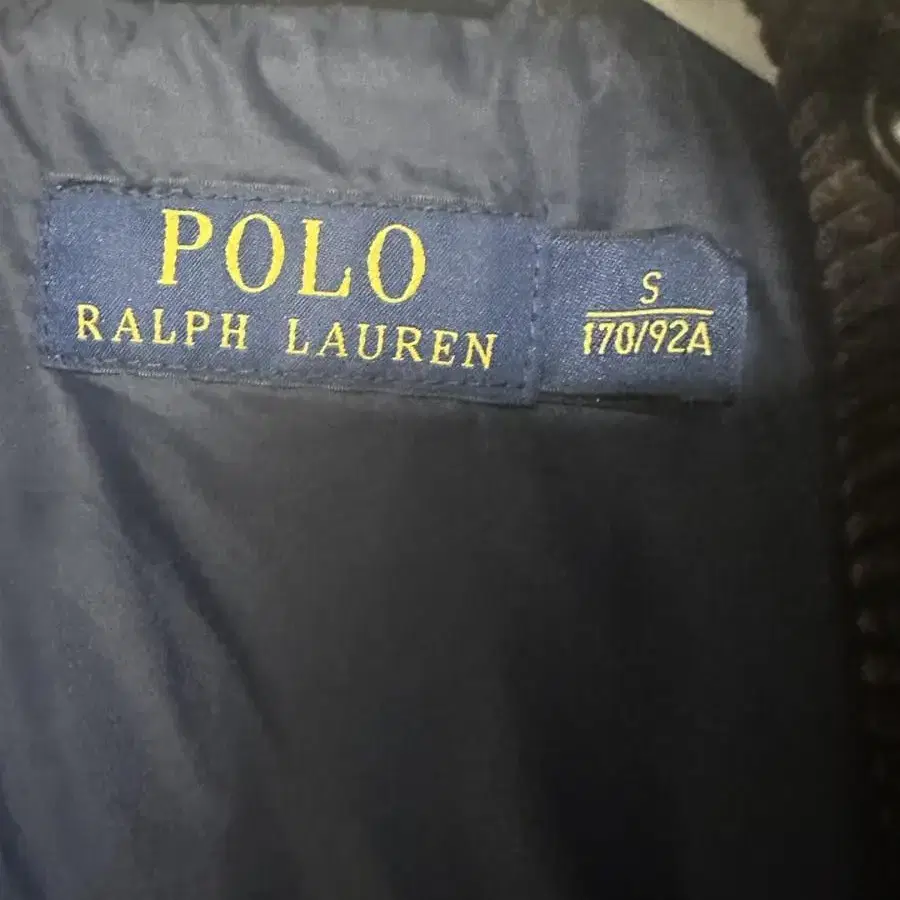 POLO
RALPH LAUREN
S
170/92A